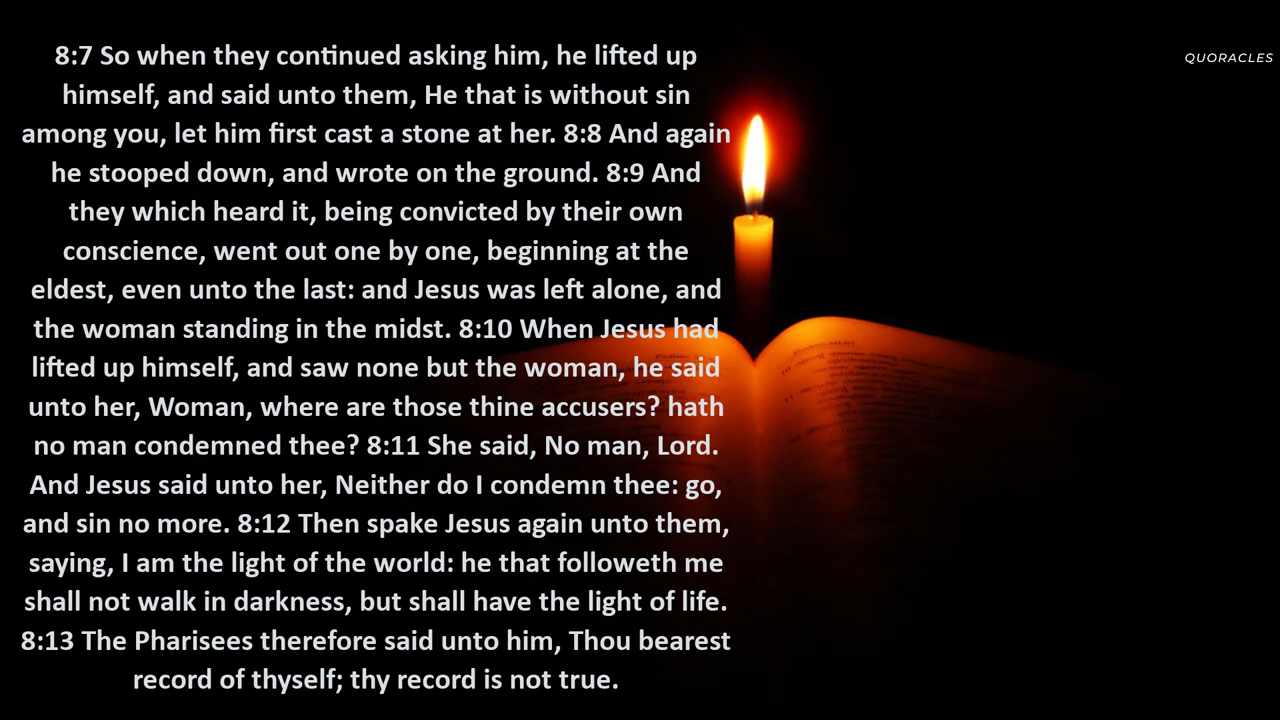 8:7 So when they continued asking him, he lifted up
himself, and said unto them, He that is without sin
among you, let him first cast a stone at her. 8:8 And again
he stooped down, and wrote on the ground. 8:9 And
they which heard it, being convicted by their own
conscience, went out one by one, beginning at the
eldest, even unto the last: and Jesus was left alone, and
the woman standing in the midst. 8:10 When Jesus had
lifted up himself, and saw none but the woman, he said
unto her, Woman, where are those thine accusers? hath
no man condemned thee? 8:11 She said, No man, Lord.
And Jesus said unto her, Neither do I condemn thee: go,
and sin no more. 8:12 Then spake Jesus again unto them,
saying, I am the light of the world: he that followeth me
shall not walk in darkness, but shall have the light of life.
8:13 The Pharisees therefore said unto him, Thou bearest
record of thyself; thy record is not true.
QUORACLES